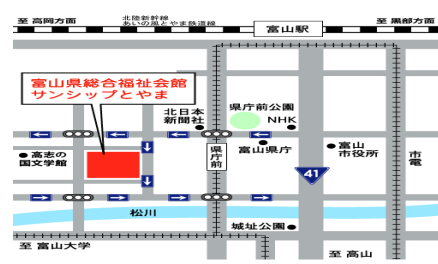 至 高岡方面
北陸新幹線
あいの風とやま鉄道線
富山駅
至 黒部方面
富山県総合福祉会館
サンシップとやま
北日本
新聞社
県庁前公園
NHK
高志の
国文学館
県庁前
富山県庁
富山
市役所
市電
41
松川
城址公園
至 富山大学
至 高山